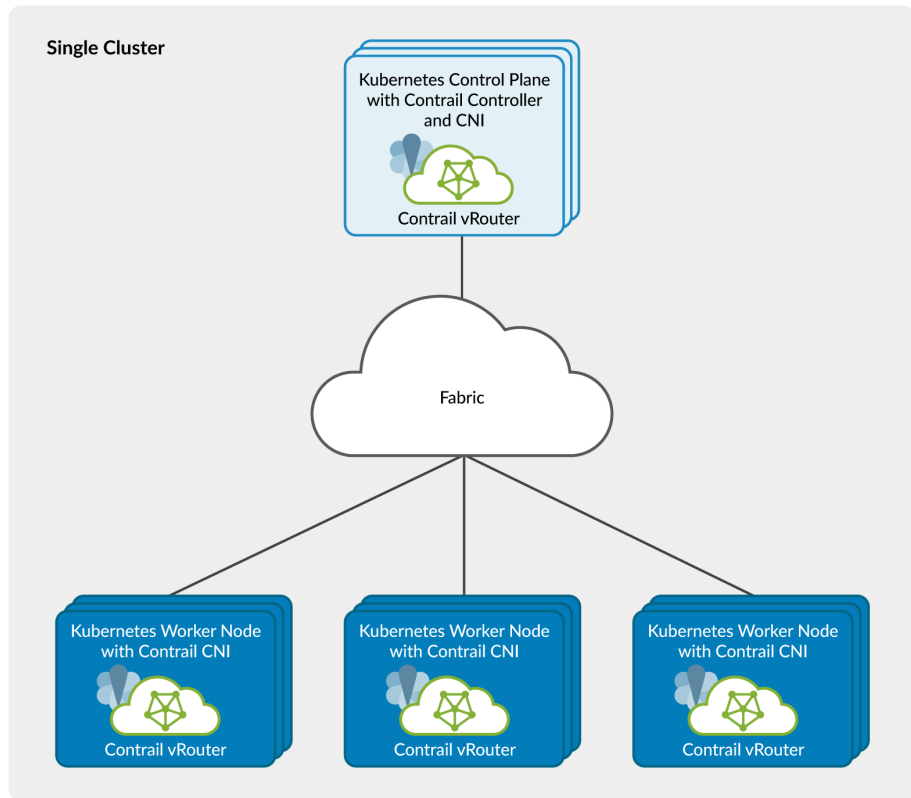 Single Cluster
Kubernetes Control Plane
with Contrail Controller
and CNI
Contrail vRouter
Fabric
Kubernetes Worker Node
with Contrail CNI
Contrail vRouter
Kubernetes Worker Node
with Contrail CNI
Contrail vRouter
Kubernetes Worker Node
with Contrail CNI
Contrail vRouter